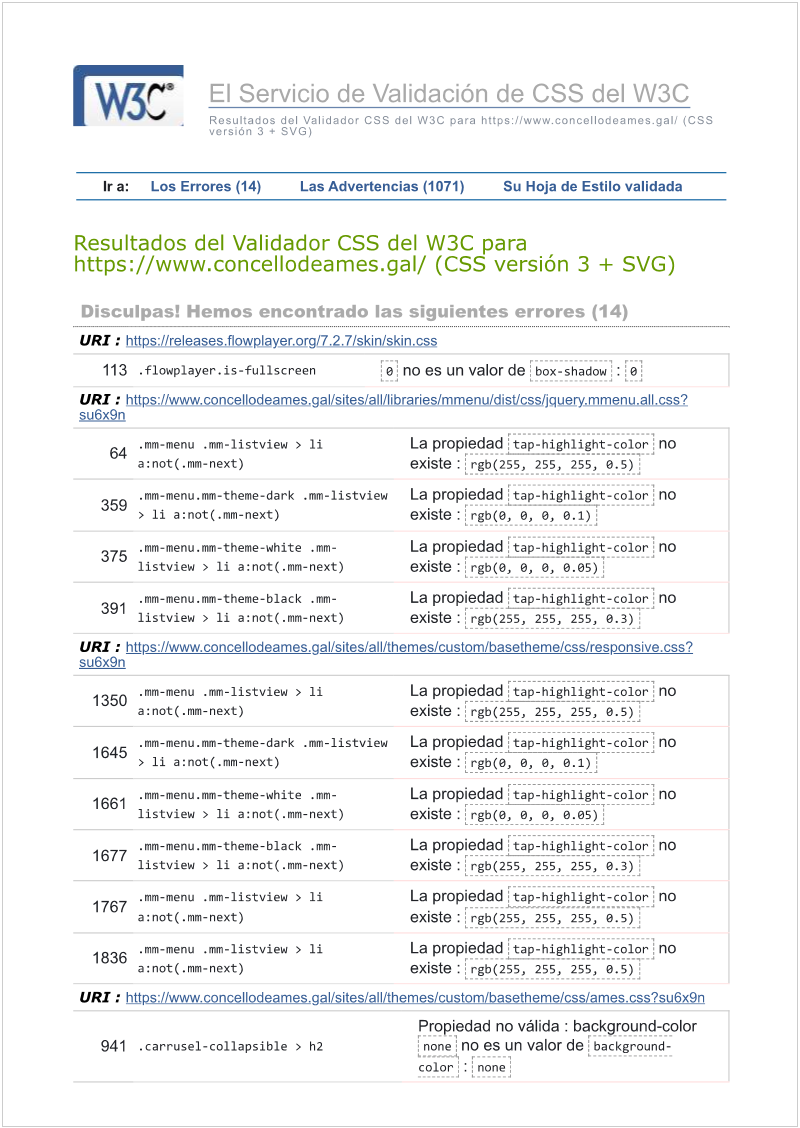 W3C®
El Servicio de Validación de CSS del W3C
Resultados del Validador CSS del W3C para https://www.concellodeames.gal/ (CSS
versión 3 + SVG)
Ir a: Los Errores (14) Las Advertencias (1071) Su Hoja de Estilo validada
Resultados del Validador CSS del W3C para
https://www.concellodeames.gal/ (CSS versión 3 + SVG)
Disculpas! Hemos encontrado las siguientes errores (14)
URI : https://releases.flowplayer.org/7.2.7/skin/skin.css
113 .flowplayer.is-fullscreen 0 no es un valor de box-shadow : 0
URI : https://www.concellodeames.gal/sites/all/libraries/mmenu/dist/css/jquery.mmenu.all.css?
su6x9n
64 .mm-menu .mm-listview > li La propiedad tap-highlight-color no
a:not(.mm-next) existe : rgb(255, 255, 255, 0.5)
359 .mm-menu.mm-theme-dark .mm-listview La propiedad tap-highlight-color no
> li a:not(.mm-next) existe : rgb(0, 0, 0, 0.1)
375 .mm-menu.mm-theme-white .mm- La propiedad tap-highlight-color no
listview > li a:not(.mm-next) existe : rgb(0, 0, 0, 0.05)
391 .mm-menu.mm-theme-black .mm- La propiedad tap-highlight-color no
listview > li a:not(.mm-next) existe : rgb(255, 255, 255, 0.3)
URI : https://www.concellodeames.gal/sites/all/themes/custom/basetheme/css/responsive.css?
su6x9n
1350 .mm-menu .mm-listview > li La propiedad tap-highlight-color no
a:not(.mm-next) existe : rgb(255, 255, 255, 0.5)
1645 .mm-menu.mm-theme-dark .mm-listview La propiedad tap-highlight-color no
> li a:not(.mm-next) existe : rgb(0, 0, 0, 0.1)
1661 .mm-menu.mm-theme-white .mm- La propiedad tap-highlight-color no
listview > li a:not(.mm-next) existe : rgb(0, 0, 0, 0.05)
1677 .mm-menu.mm-theme-black .mm- La propiedad tap-highlight-color no
listview > li a:not(.mm-next) existe : rgb(255, 255, 255, 0.3)
1767 .mm-menu .mm-listview > li La propiedad tap-highlight-color no
a:not(.mm-next) existe : rgb(255, 255, 255, 0.5)
1836 .mm-menu .mm-listview > li La propiedad tap-highlight-color no
a:not(.mm-next) existe : rgb(255, 255, 255, 0.5)
URI : https://www.concellodeames.gal/sites/all/themes/custom/basetheme/css/ames.css?su6x9n
Propiedad no válida : background-color
941 .carrusel-collapsible > h2 none no es un valor de background-
color : none